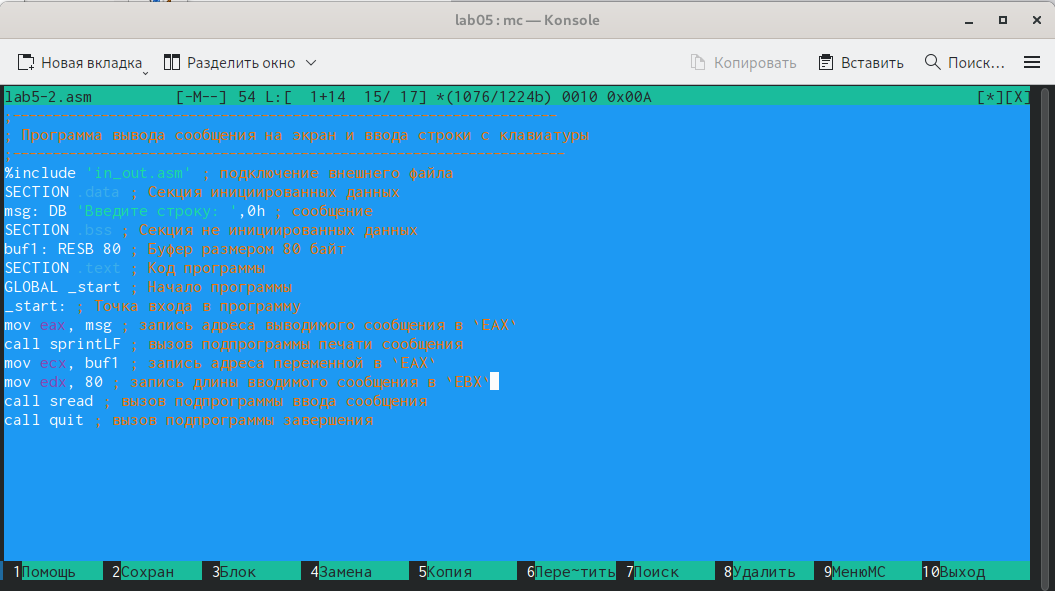 lab05 : mc — Konsole
Новая вкладка Разделить окно Копировать Вставить Поиск...
lab5-2.asm [-M--] 54 L:[ 1+14 15/ 17] *(1076/1224b) 0010 0x00A [*][X]
;------------------------------------------------------------
; Программа вывода сообщения на экран и ввода строки с клавиатуры
;-------------------------------------------------------------
%include 'in_out.asm' ; подключение внешнего файла
SECTION .data ; Секция инициированных данных
msg: DB 'Введите строку: ',0h ; сообщение
SECTION .bss ; Секция не инициированных данных
buf1: RESB 80 ; Буфер размером 80 байт
SECTION .text ; Код программы
GLOBAL _start ; Начало программы
_start: ; Точка входа в программу
mov eax, msg ; запись адреса выводимого сообщения в `EAX`
call sprintLF ; вызов подпрограммы печати сообщения
mov ecx, buf1 ; запись адреса переменной в `EAX`
mov edx, 80 ; запись длины вводимого сообщения в `EBX`
call sread ; вызов подпрограммы ввода сообщения
call quit ; вызов подпрограммы завершения
1Помощь 2Сохран 3Блок 4Замена 5Копия 6Пере~тить 7Поиск 8Удалить 9МенюMC 10Выход